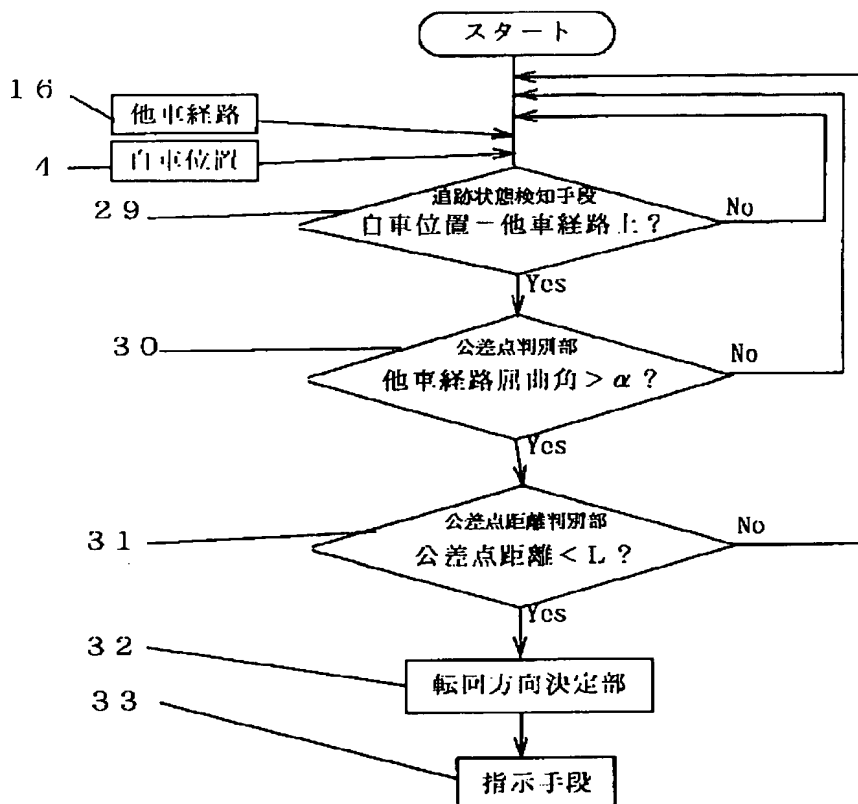 スタート
16
他車経路
4
自車位置
追跡状態検知手段
29
自車位置−他車経路上？
No
Yes
30
公差点判別部
No
他車経路屈曲角＞α？
Yes
公差点距離判別部
No
31
公差点距離＜L？
Yes
32
転回方向決定部
33
指示手段